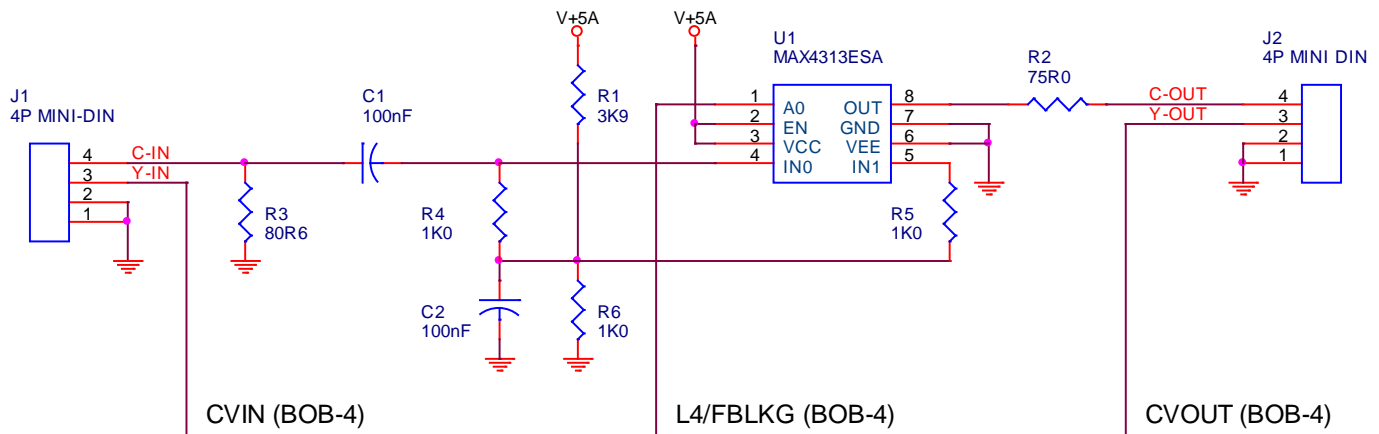 V+5A
V+5A
U1
MAX4313ESA
J2
4P MINI DIN
R2
75R0
J1
4P MINI-DIN
C1
100nF
R1
3K9
1
A0
OUT
8
C-OUT
4
2
EN
GND
7
Y-OUT
3
3
VCC
VEE
6
2
4
IN0
IN1
5
1
4
C-IN
3
Y-IN
2
1
R3
80R6
R4
1K0
R5
1K0
C2
100nF
R6
1K0
CVIN (BOB-4)
L4/FBLKG (BOB-4)
CVOUT (BOB-4)